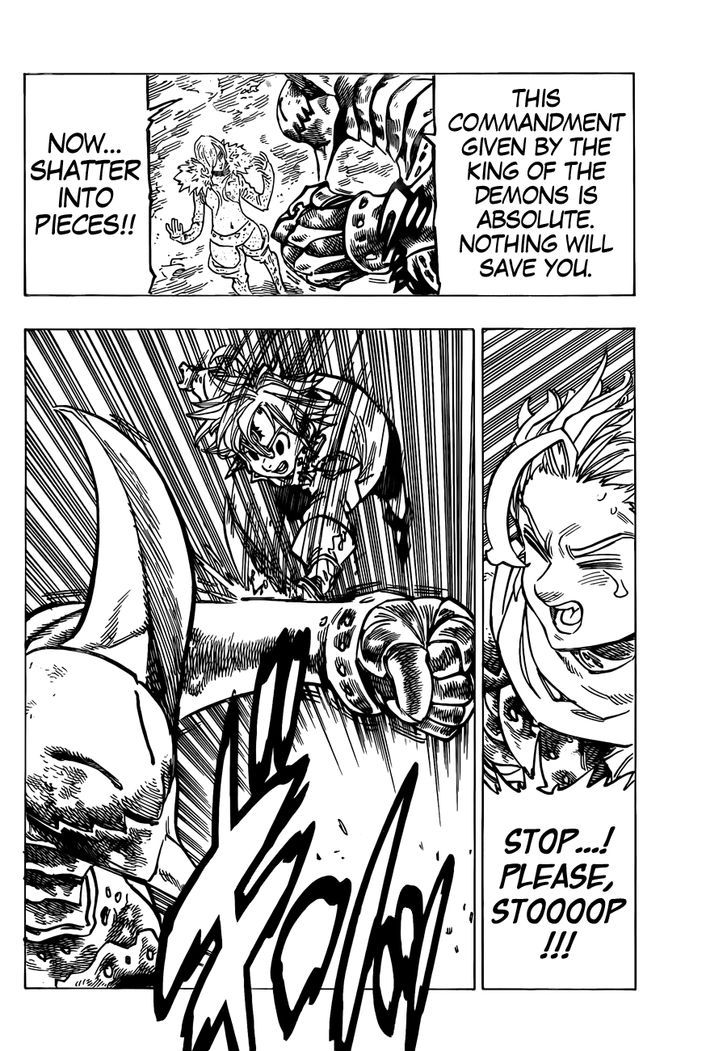 THIS
COMMANDMENT
GIVEN BY THE
KING OF THE
DEMONS IS
ABSOLUTE.
NOTHING WILL
SAVE YOU.
NOW...
SHATTER
INTO
PIECES!!
STOP...!
PLEASE,
STOOOOP
!!!